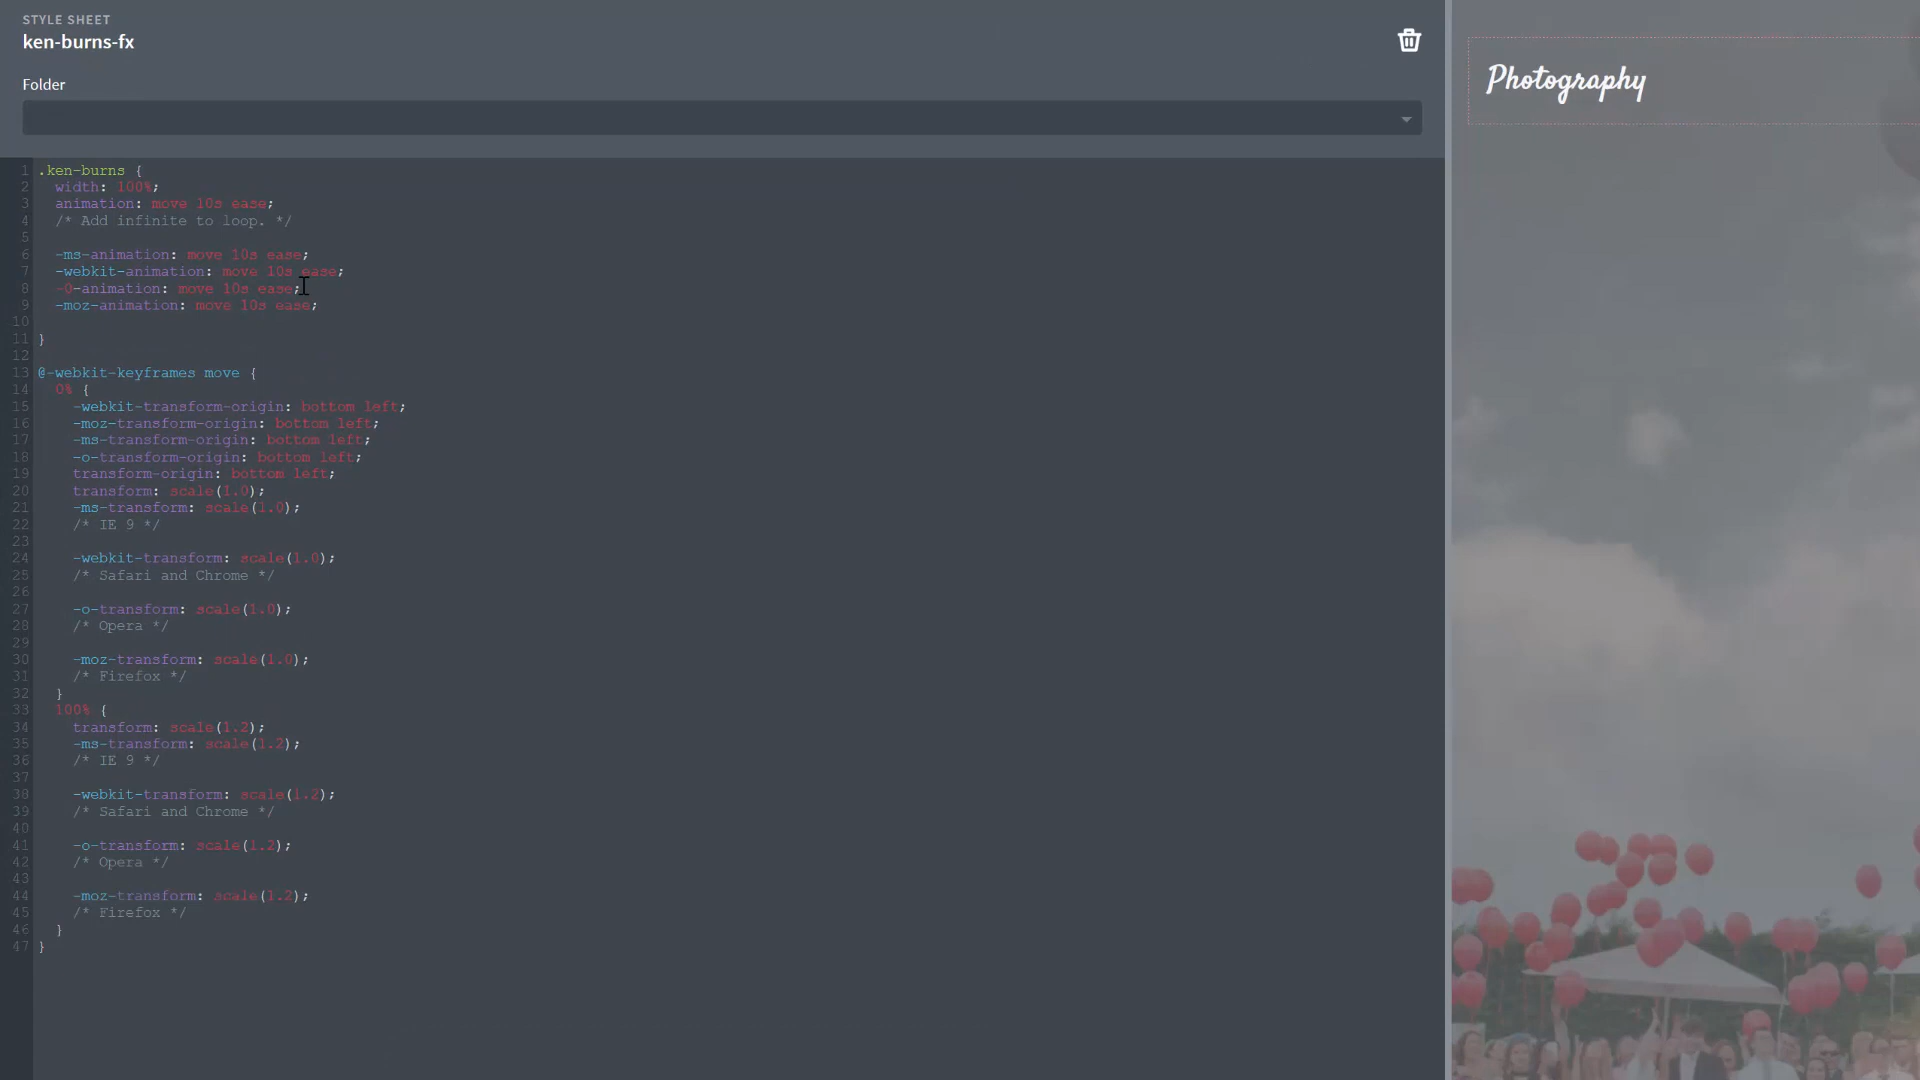 STYLE SHEET
ken-burns-fx
Folder
1 .ken-burns {
2 width: 100%;
3 animation: move 10s ease;
4 /* Add infinite to loop. */
5
6 -ms-animation: move 10s ease;
7 -webkit-animation: move 10s ease;
8 -0-animation: move 10s ease;
9 -moz-animation: move 10s ease;
10
11 }
12
13 @-webkit-keyframes move {
14 0% {
15 -webkit-transform-origin: bottom left;
16 -moz-transform-origin: bottom left;
17 -ms-transform-origin: bottom left;
18 -o-transform-origin: bottom left;
19 transform-origin: bottom left;
20 transform: scale(1.0);
21 -ms-transform: scale(1.0);
22 /* IE 9 */
23
24 -webkit-transform: scale(1.0);
25 /* Safari and Chrome */
26
27 -o-transform: scale(1.0);
28 /* Opera */
29
30 -moz-transform: scale(1.0);
31 /* Firefox */
32 }
33 100% {
34 transform: scale(1.2);
35 -ms-transform: scale(1.2);
36 /* IE 9 */
37
38 -webkit-transform: scale(1.2);
39 /* Safari and Chrome */
40
41 -o-transform: scale(1.2);
42 /* Opera */
43
44 -moz-transform: scale(1.2);
45 /* Firefox */
46 }
47 }
Photography